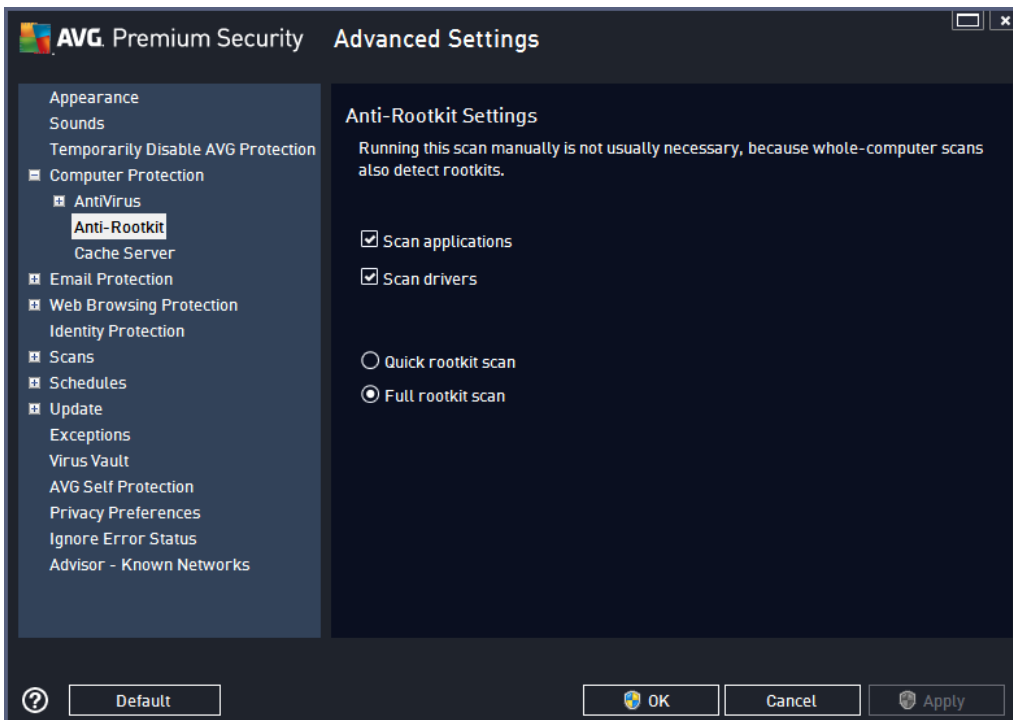 AVG. Premium Security Advanced Settings
Appearance
Sounds
Temporarily Disable AVG Protection
Computer Protection
AntiVirus
Anti-Rootkit
Cache Server
Email Protection
Web Browsing Protection
Identity Protection
Scans
Schedules
Update
Exceptions
Virus Vault
AVG Self Protection
Privacy Preferences
Ignore Error Status
Advisor - Known Networks
Anti-Rootkit Settings
Running this scan manually is not usually necessary, because whole-computer scans
also detect rootkits.
Scan applications
Scan drivers
Quick rootkit scan
Full rootkit scan
? Default OK Cancel Apply